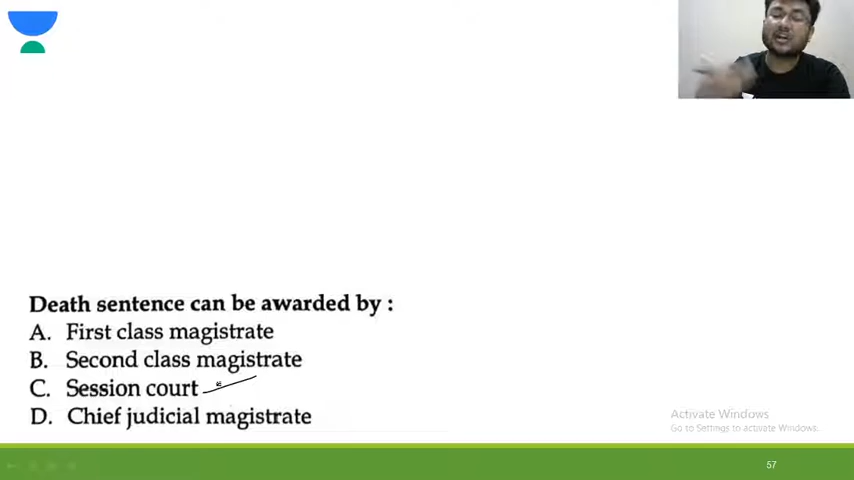 Death sentence can be awarded by :
A. First class magistrate
B. Second class magistrate
C. Session court
D. Chief judicial magistrate
Activate Windows
Go to Settings to activate Windows.
57